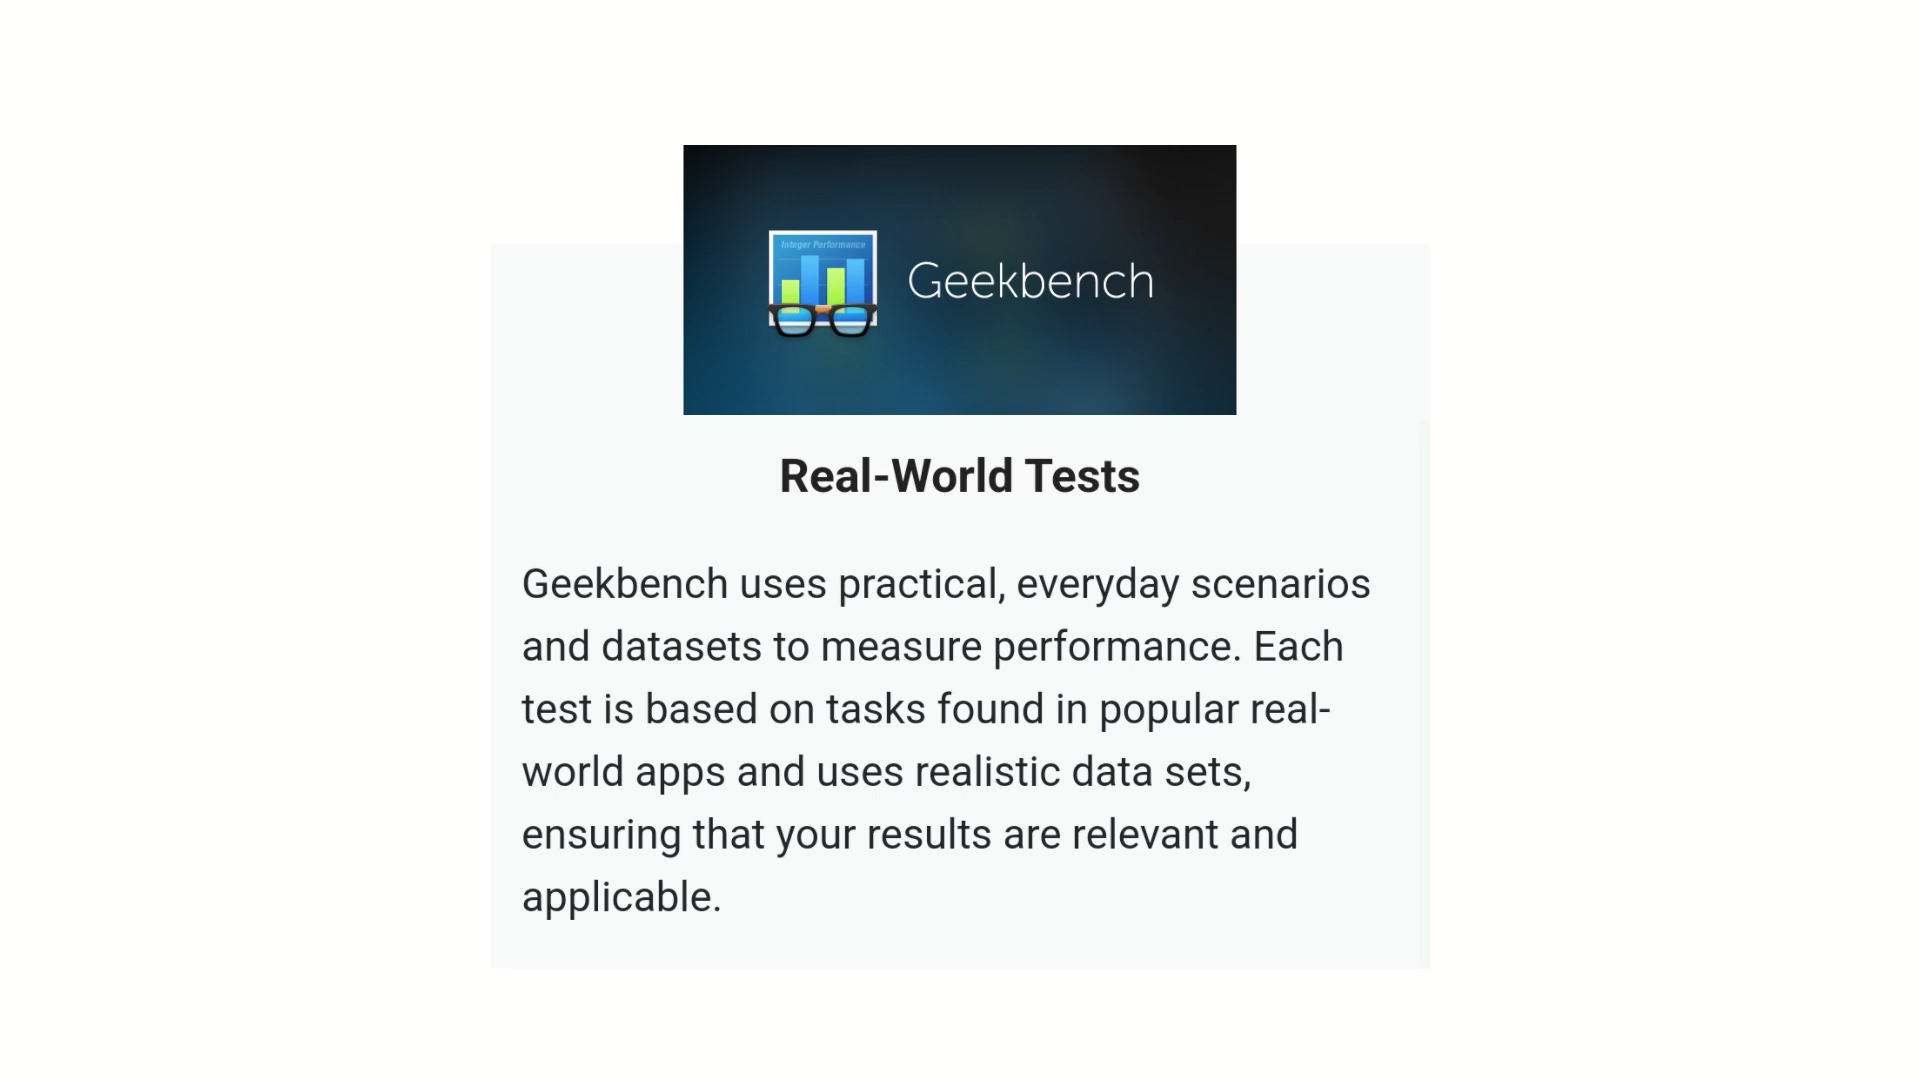 Integer Performance
Geekbench
Real-World Tests
Geekbench uses practical, everyday scenarios
and datasets to measure performance. Each
test is based on tasks found in popular real-
world apps and uses realistic data sets,
ensuring that your results are relevant and
applicable.